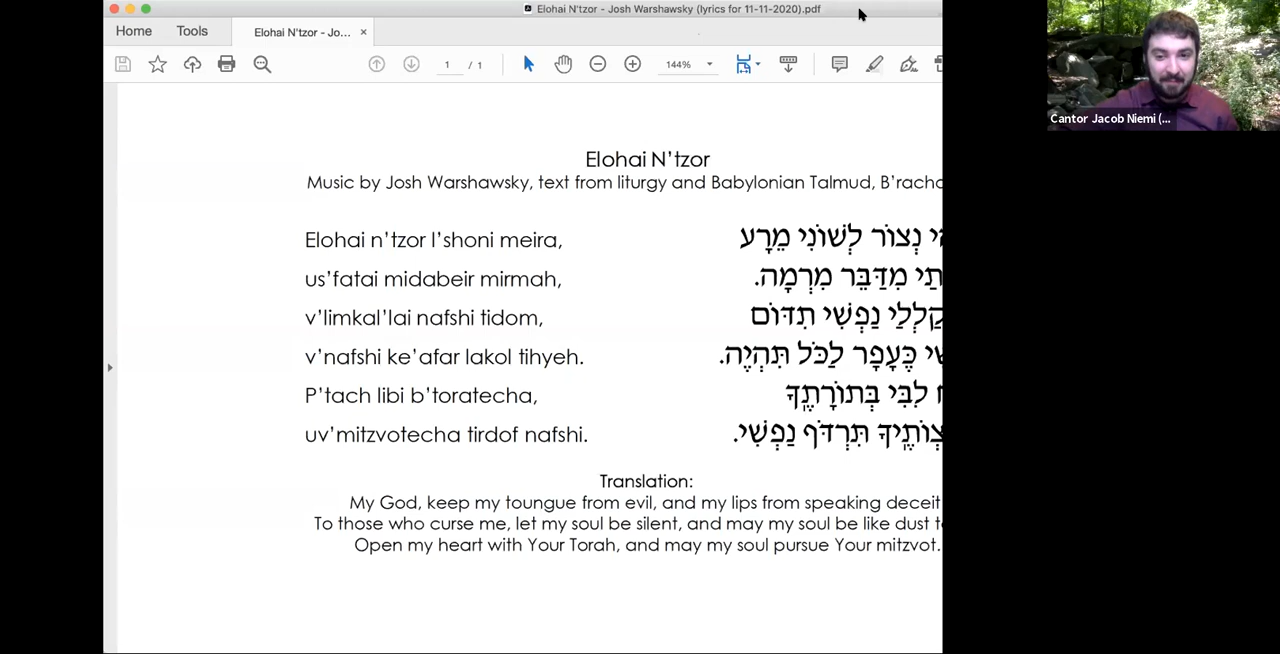 Elohai N'tzor - Josh Warshawsky (lyrics for 11-11-2020).pdf
Home Tools Elohai N'tzor - Jo... ×
1 / 1 144%
Cantor Jacob Niemi (...
Elohai N'tzor
Music by Josh Warshawsky, text from liturgy and Babylonian Talmud, B'racho
Elohai n'tzor l'shoni meira,
us'fatai midabeir mirmah,
v'limkal'lai nafshi tidom,
v'nafshi ke'afar lakol tihyeh.
P'tach libi b'toratecha,
uv'mitzvotecha tirdof nafshi.
נְצוֹר לְשׁוֹנִי מֵרָע
מִדַּבֵּר מִרְמָה.
נַפְשִׁי תִדּוֹם
כֶּעָפָר לַכֹּל תִּהְיֶה.
לִבִּי בְּתוֹרָתֶךָ
תִּרְדֹּף נַפְשִׁי.
Translation:
My God, keep my toungue from evil, and my lips from speaking deceit
To those who curse me, let my soul be silent, and may my soul be like dust
Open my heart with Your Torah, and may my soul pursue Your mitzvot.